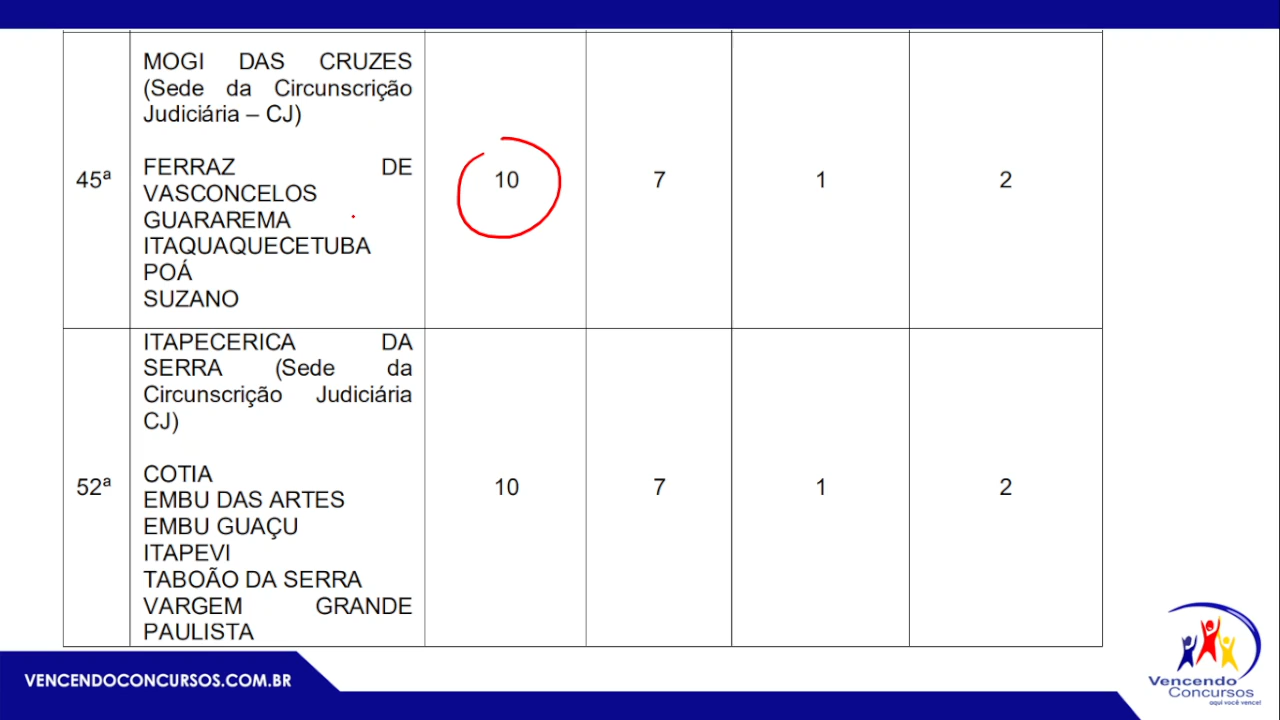 MOGI DAS CRUZES
(Sede da Circunscrição
Judiciária – CJ)
FERRAZ DE
VASCONCELOS
GUARAREMA
ITAQUAQUECETUBA
POÁ
SUZANO
45ª
10
7
1
2
ITAPECERICA DA
SERRA (Sede da
Circunscrição Judiciária
CJ)
COTIA
EMBU DAS ARTES
EMBU GUAÇU
ITAPEVI
TABOÃO DA SERRA
VARGEM GRANDE
PAULISTA
52ª
10
7
1
2
VENCENDOCONCURSOS.COM.BR
Vencendo
Concursos
aqui você vence!